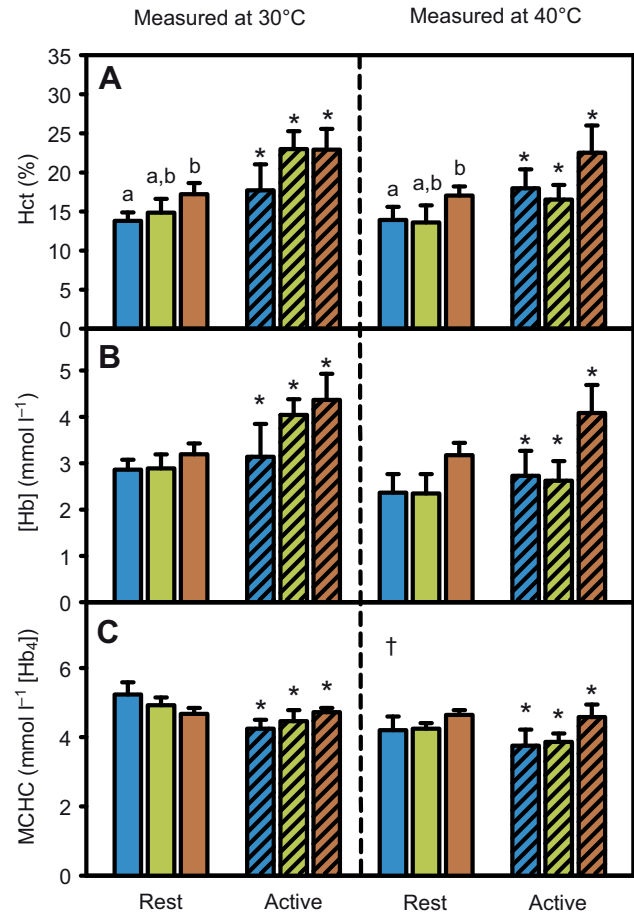 Measured at 30°C Measured at 40°C
A
35
30
25
20
15
10
5
0
Hct (%)
a a,b b * * * a a,b b * * *
B
5
4
3
2
1
0
[Hb] (mmol l⁻¹)
* * * * * *
C
6
4
2
0
MCHC (mmol l⁻¹ [Hb₄])
* * * † * * *
Rest Active Rest Active